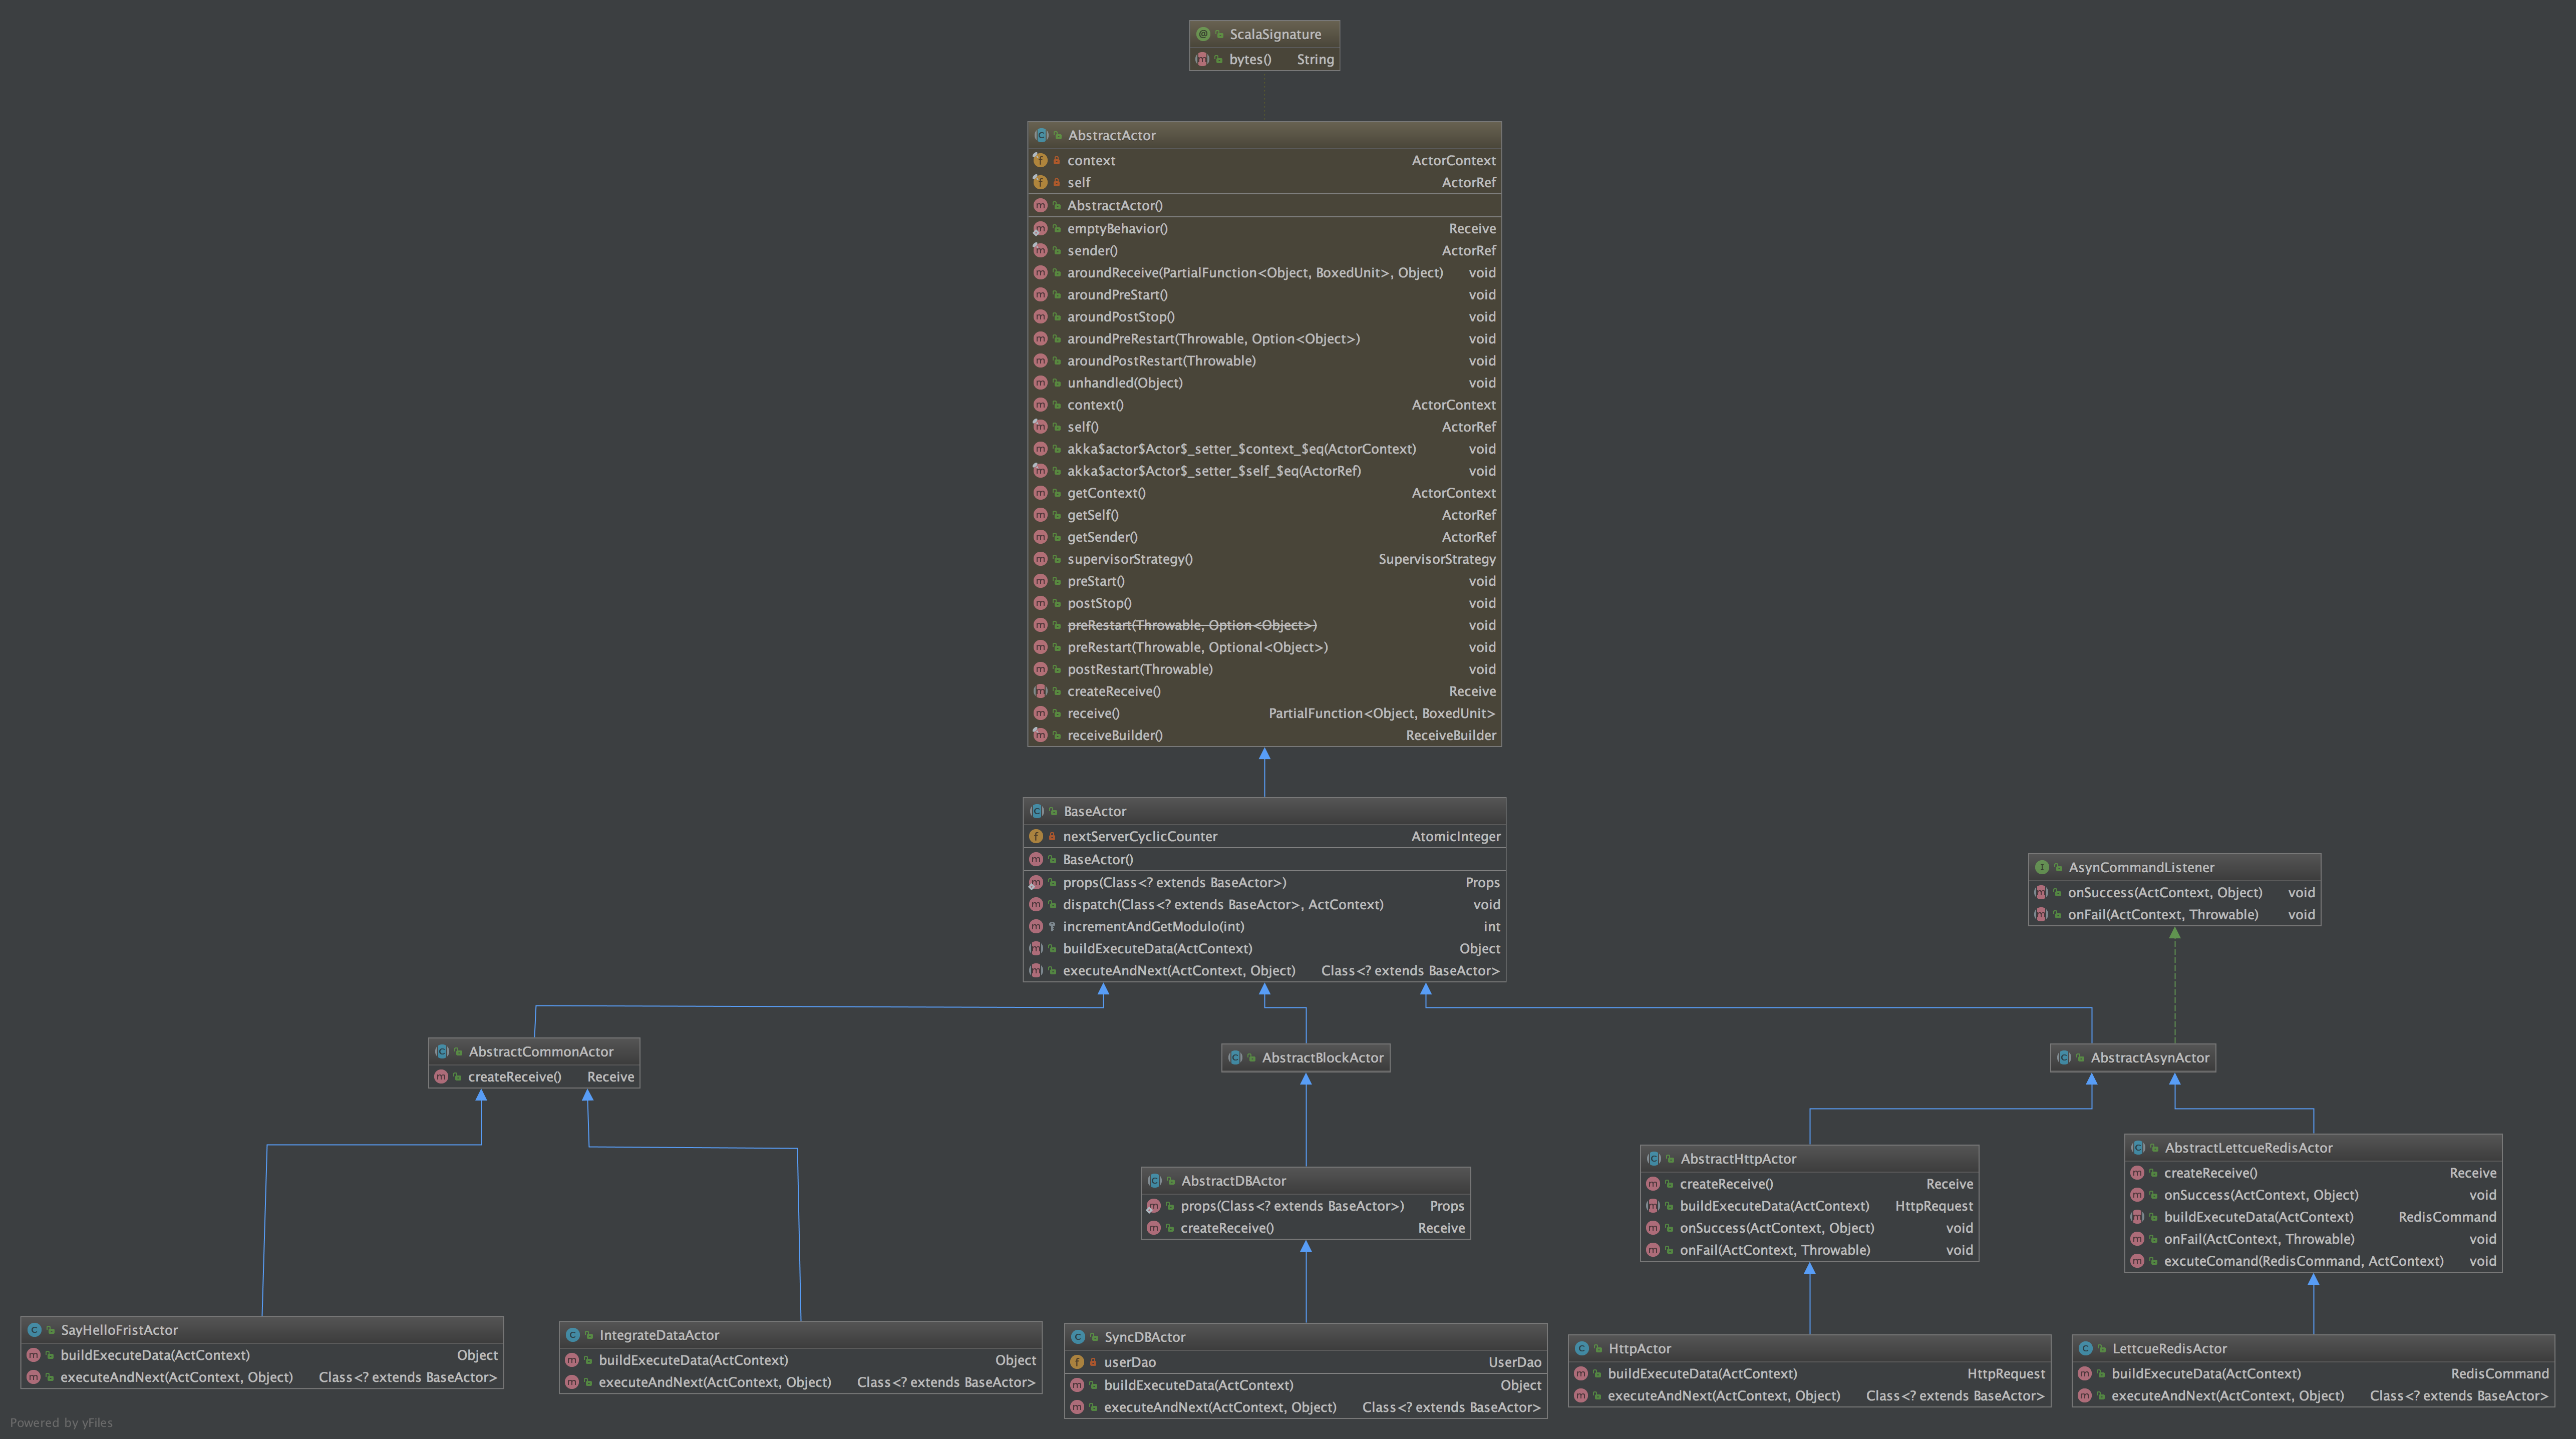 ScalaSignature
bytes() String
AbstractActor
context ActorContext
self ActorRef
AbstractActor()
emptyBehavior() Receive
sender() ActorRef
aroundReceive(PartialFunction<Object, BoxedUnit>, Object) void
aroundPreStart() void
aroundPostStop() void
aroundPreRestart(Throwable, Option<Object>) void
aroundPostRestart(Throwable) void
unhandled(Object) void
context() ActorContext
self() ActorRef
akka$actor$Actor$_setter_$context_$eq(ActorContext) void
akka$actor$Actor$_setter_$self_$eq(ActorRef) void
getContext() ActorContext
getSelf() ActorRef
getSender() ActorRef
supervisorStrategy() SupervisorStrategy
preStart() void
postStop() void
preRestart(Throwable, Option<Object>) void
preRestart(Throwable, Optional<Object>) void
postRestart(Throwable) void
createReceive() Receive
receive() PartialFunction<Object, BoxedUnit>
receiveBuilder() ReceiveBuilder
BaseActor
nextServerCyclicCounter AtomicInteger
BaseActor()
props(Class<? extends BaseActor>) Props
dispatch(Class<? extends BaseActor>, ActContext) void
incrementAndGetModulo(int) int
buildExecuteData(ActContext) Object
executeAndNext(ActContext, Object) Class<? extends BaseActor>
AsynCommandListener
onSuccess(ActContext, Object) void
onFail(ActContext, Throwable) void
AbstractCommonActor
createReceive() Receive
AbstractBlockActor
AbstractAsynActor
AbstractDBActor
props(Class<? extends BaseActor>) Props
createReceive() Receive
AbstractHttpActor
createReceive() Receive
buildExecuteData(ActContext) HttpRequest
onSuccess(ActContext, Object) void
onFail(ActContext, Throwable) void
AbstractLettcueRedisActor
createReceive() Receive
onSuccess(ActContext, Object) void
buildExecuteData(ActContext) RedisCommand
onFail(ActContext, Throwable) void
excuteComand(RedisCommand, ActContext) void
SayHelloFristActor
buildExecuteData(ActContext) Object
executeAndNext(ActContext, Object) Class<? extends BaseActor>
IntegrateDataActor
buildExecuteData(ActContext) Object
executeAndNext(ActContext, Object) Class<? extends BaseActor>
SyncDBActor
userDao UserDao
buildExecuteData(ActContext) Object
executeAndNext(ActContext, Object) Class<? extends BaseActor>
HttpActor
buildExecuteData(ActContext) HttpRequest
executeAndNext(ActContext, Object) Class<? extends BaseActor>
LettcueRedisActor
buildExecuteData(ActContext) RedisCommand
executeAndNext(ActContext, Object) Class<? extends BaseActor>
Powered by yFiles